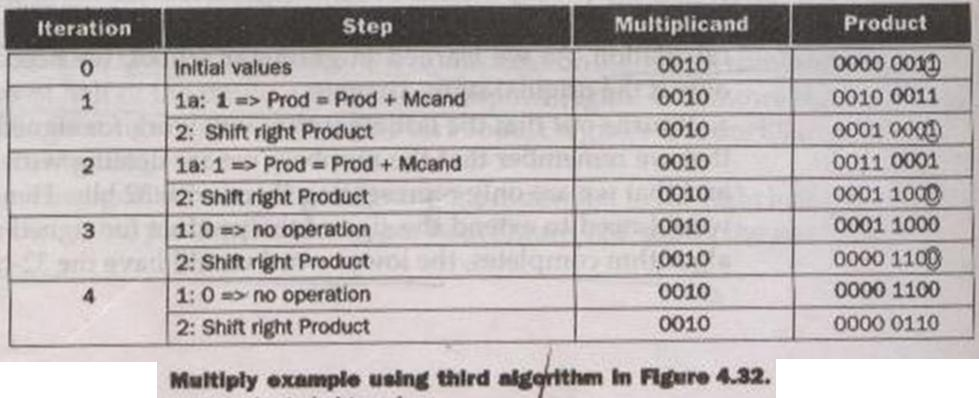 Iteration Step Multiplicand Product
0 Initial values 0010 0000 0011
1 1a: 1 => Prod = Prod + Mcand 0010 0010 0011
2: Shift right Product 0010 0001 0001
2 1a: 1 => Prod = Prod + Mcand 0010 0011 0001
2: Shift right Product 0010 0001 1000
3 1: 0 => no operation 0010 0001 1000
2: Shift right Product 0010 0000 1100
4 1: 0 => no operation 0010 0000 1100
2: Shift right Product 0010 0000 0110
Multiply example using third algorithm in Figure 4.32.